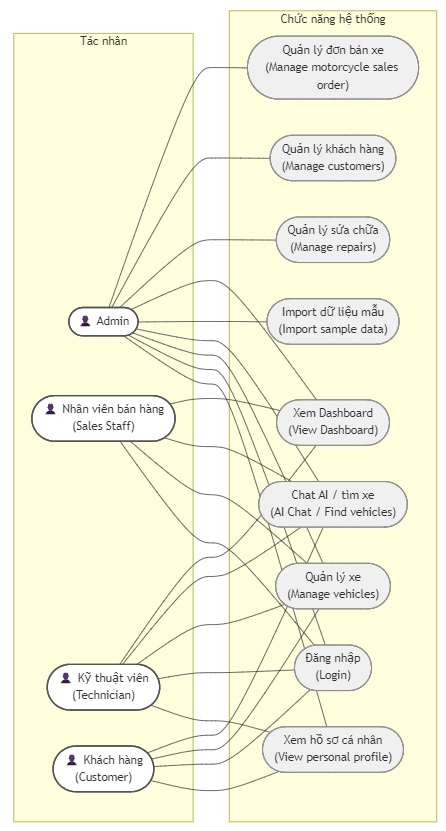 Tác nhân
Admin
Nhân viên bán hàng
(Sales Staff)
Kỹ thuật viên
(Technician)
Khách hàng
(Customer)
Chức năng hệ thống
Quản lý đơn bán xe
(Manage motorcycle sales
order)
Quản lý khách hàng
(Manage customers)
Quản lý sửa chữa
(Manage repairs)
Import dữ liệu mẫu
(Import sample data)
Xem Dashboard
(View Dashboard)
Chat AI / tìm xe
(AI Chat / Find vehicles)
Quản lý xe
(Manage vehicles)
Đăng nhập
(Login)
Xem hồ sơ cá nhân
(View personal profile)